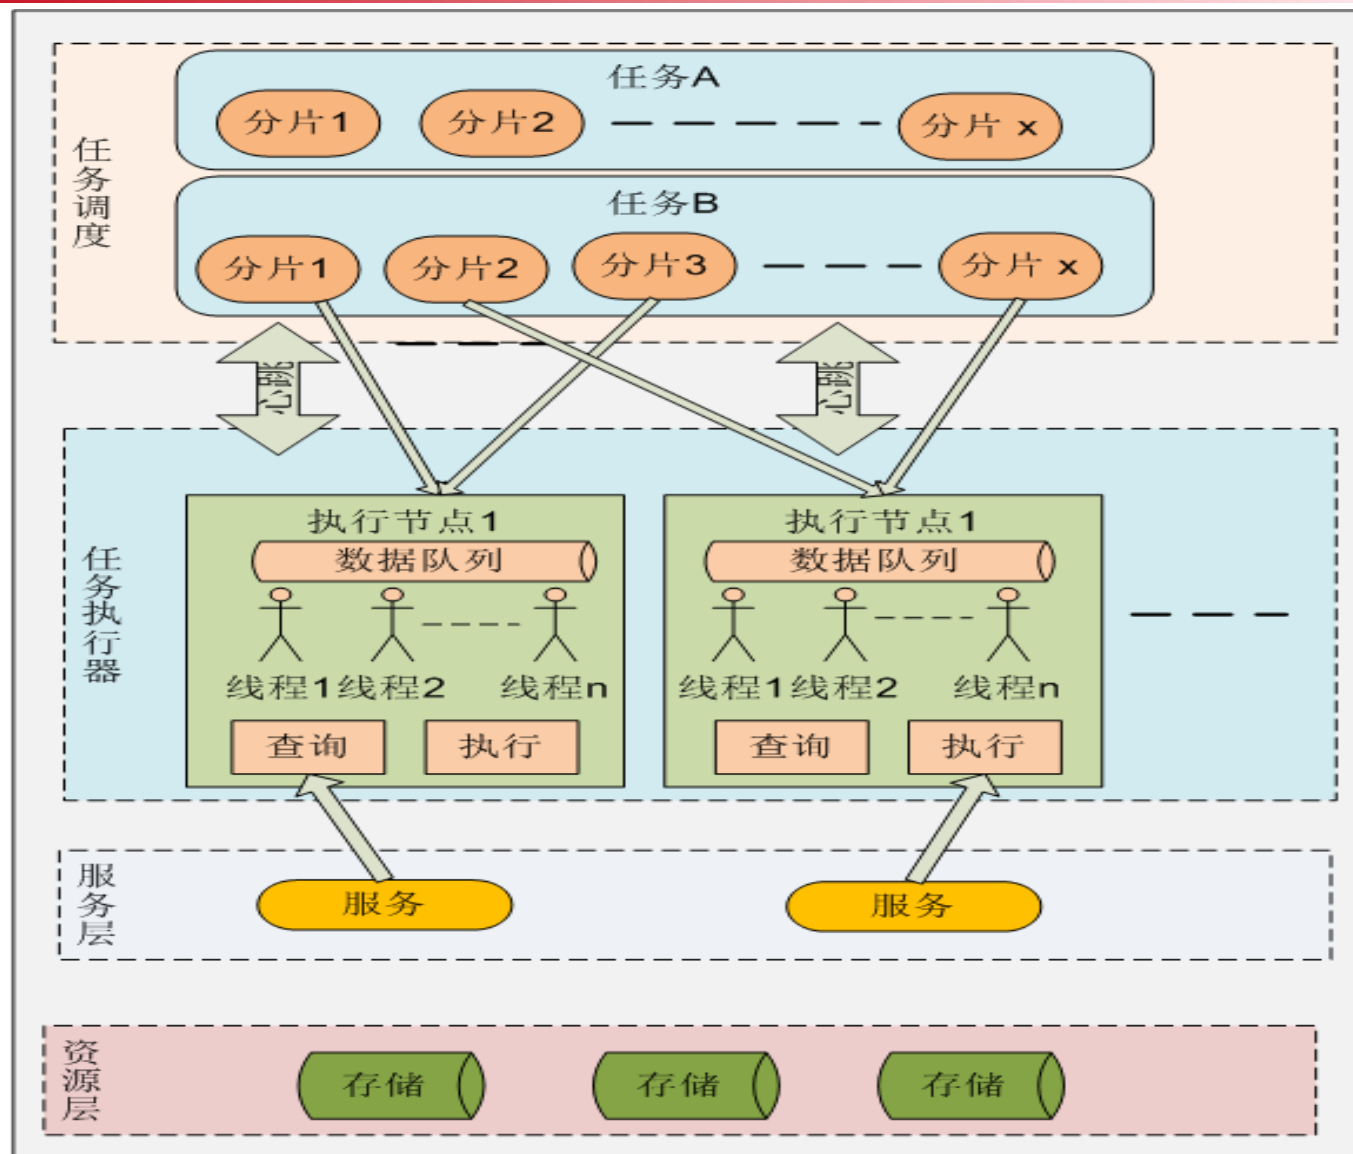 任务调度
任务A
分片1
分片2
分片 x
任务B
分片1
分片2
分片3
分片 x
心跳
心跳
任务执行器
执行节点1
数据队列
线程1
线程2
线程n
查询
执行
执行节点1
数据队列
线程1
线程2
线程n
查询
执行
服务层
服务
服务
资源层
存储
存储
存储